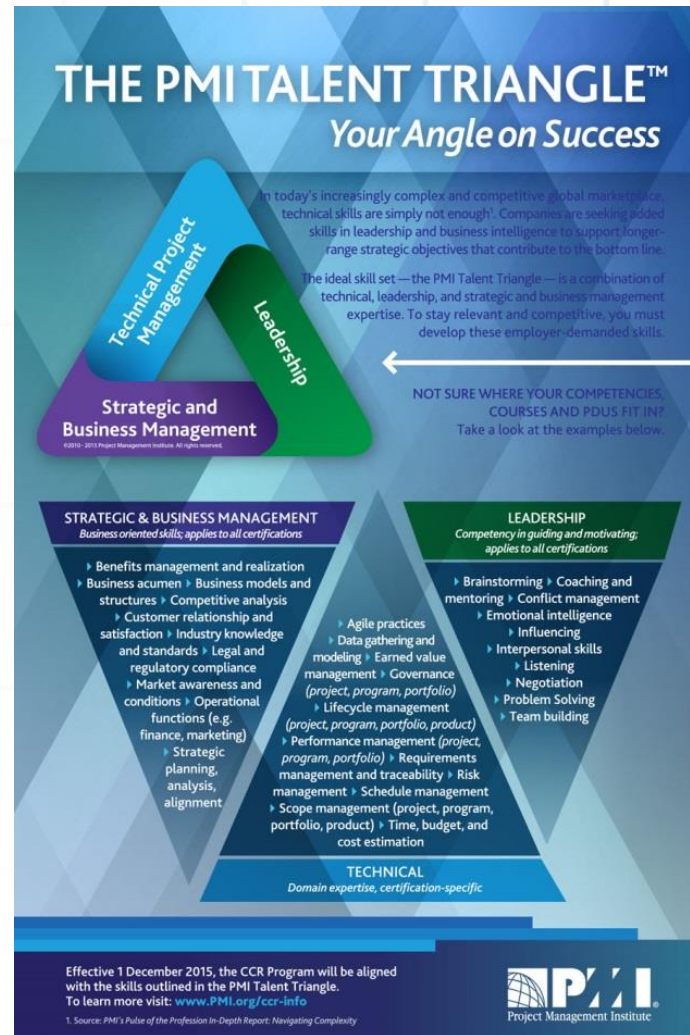 THE PMI TALENT TRIANGLE™
Your Angle on Success
In today's increasingly complex and competitive global marketplace,
technical skills are simply not enough¹. Companies are seeking added
skills in leadership and business intelligence to support longer-
range strategic objectives that contribute to the bottom line.
The ideal skill set — the PMI Talent Triangle — is a combination of
technical, leadership, and strategic and business management
expertise. To stay relevant and competitive, you must
develop these employer-demanded skills.
Technical Project
Management
Leadership
Strategic and
Business Management
©2010 - 2015 Project Management Institute. All rights reserved.
NOT SURE WHERE YOUR COMPETENCIES,
COURSES AND PDUS FIT IN?
Take a look at the examples below.
STRATEGIC & BUSINESS MANAGEMENT
Business oriented skills; applies to all certifications
▸ Benefits management and realization
▸ Business acumen ▸ Business models and
structures ▸ Competitive analysis
▸ Customer relationship and
satisfaction ▸ Industry knowledge
and standards ▸ Legal and
regulatory compliance
▸ Market awareness and
conditions ▸ Operational
functions (e.g.
finance, marketing)
▸ Strategic
planning,
analysis,
alignment
▸ Agile practices
▸ Data gathering and
modeling ▸ Earned value
management ▸ Governance
(project, program, portfolio)
▸ Lifecycle management
(project, program, portfolio, product)
▸ Performance management (project,
program, portfolio) ▸ Requirements
management and traceability ▸ Risk
management ▸ Schedule management
▸ Scope management (project, program,
portfolio, product) ▸ Time, budget, and
cost estimation
TECHNICAL
Domain expertise, certification-specific
LEADERSHIP
Competency in guiding and motivating;
applies to all certifications
▸ Brainstorming ▸ Coaching and
mentoring ▸ Conflict management
▸ Emotional intelligence
▸ Influencing
▸ Interpersonal skills
▸ Listening
▸ Negotiation
▸ Problem Solving
▸ Team building
Effective 1 December 2015, the CCR Program will be aligned
with the skills outlined in the PMI Talent Triangle.
To learn more visit: www.PMI.org/ccr-info
1. Source: PMI's Pulse of the Profession In-Depth Report: Navigating Complexity
PMI
Project Management Institute